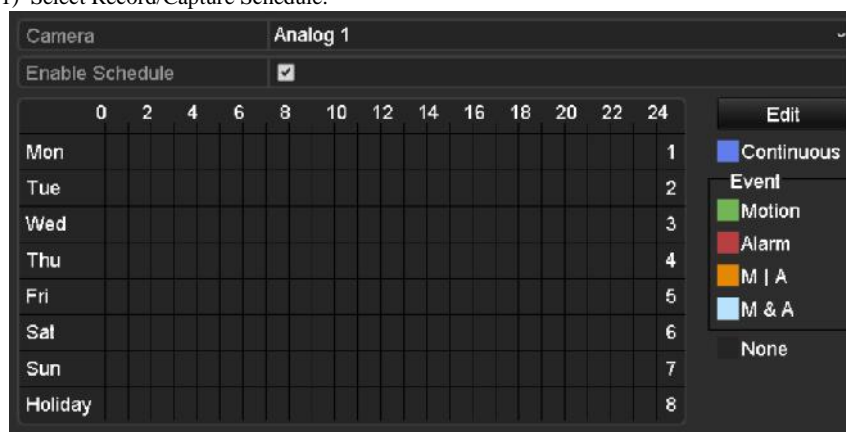 1) Select Record/Capture Schedule.
Camera Analog 1
Enable Schedule
0 2 4 6 8 10 12 14 16 18 20 22 24
Edit
Mon 1
Continuous
Tue 2
Event
Wed 3
Motion
Thu 4
Alarm
Fri 5
M | A
Sat 6
M & A
Sun 7
None
Holiday 8